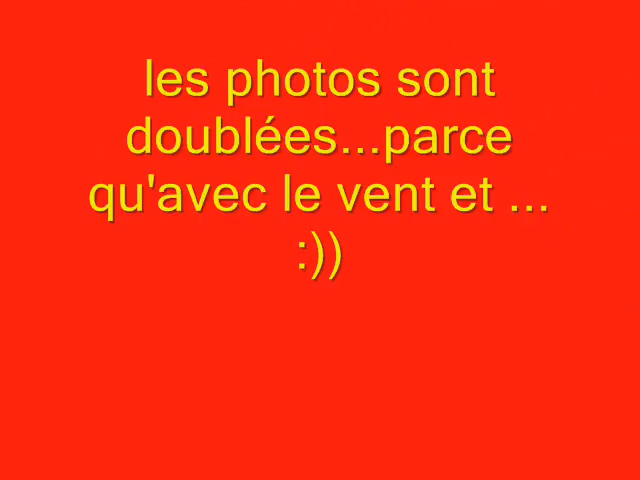 les photos sont
doublées...parce
qu'avec le vent et ...
:))